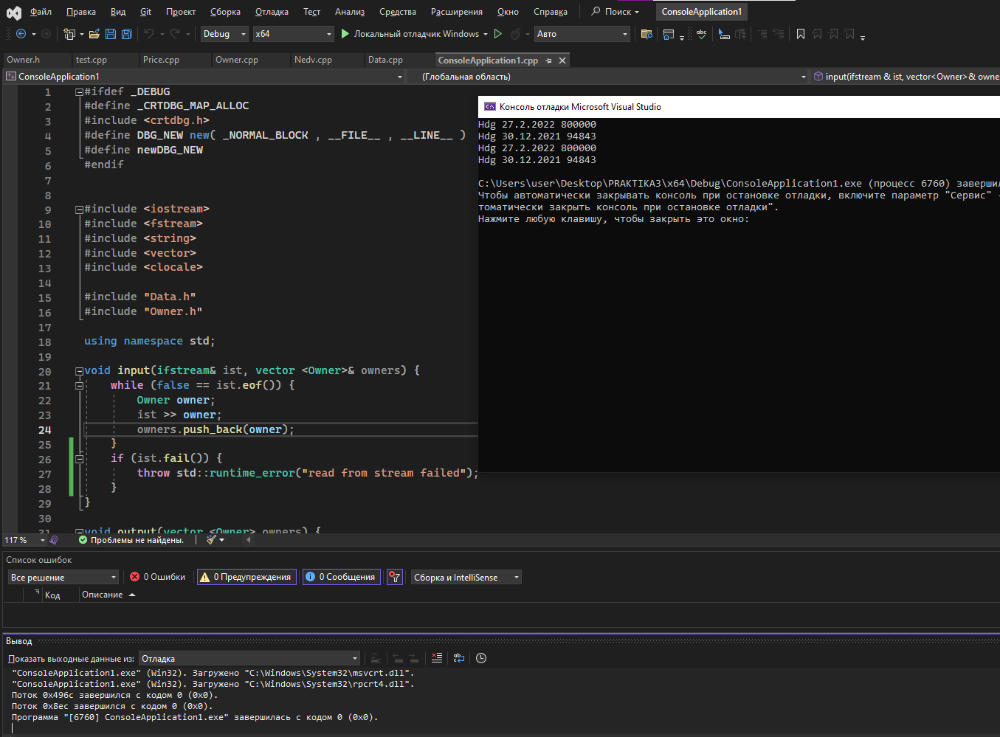 Файл Правка Вид Git Проект Сборка Отладка Тест Анализ Средства Расширения Окно Справка Поиск ConsoleApplication1
Debug x64 Локальный отладчик Windows Авто
Owner.h test.cpp Price.cpp Owner.cpp Nedv.cpp Data.cpp ConsoleApplication1.cpp
ConsoleApplication1 (Глобальная область) input(ifstream & ist, vector<Owner>& owne
1 #ifdef _DEBUG
2 #define _CRTDBG_MAP_ALLOC
3 #include <crtdbg.h>
4 #define DBG_NEW new( _NORMAL_BLOCK , __FILE__ , __LINE__ )
5 #define newDBG_NEW
6 #endif
7
8
9 #include <iostream>
10 #include <fstream>
11 #include <string>
12 #include <vector>
13 #include <clocale>
14
15 #include "Data.h"
16 #include "Owner.h"
17
18 using namespace std;
19
20 void input(ifstream& ist, vector <Owner>& owners) {
21 while (false == ist.eof()) {
22 Owner owner;
23 ist >> owner;
24 owners.push_back(owner);
25 }
26 if (ist.fail()) {
27 throw std::runtime_error("read from stream failed");
28 }
29 }
30
31 void output(vector <Owner> owners) {
Консоль отладки Microsoft Visual Studio
Hdg 27.2.2022 800000
Hdg 30.12.2021 94843
Hdg 27.2.2022 800000
Hdg 30.12.2021 94843
C:\Users\user\Desktop\PRAKTIKA3\x64\Debug\ConsoleApplication1.exe (процесс 6760) завершил
Чтобы автоматически закрывать консоль при остановке отладки, включите параметр "Сервис" -
томатически закрыть консоль при остановке отладки".
Нажмите любую клавишу, чтобы закрыть это окно:
117 % Проблемы не найдены.
Список ошибок
Все решение 0 Ошибки 0 Предупреждения 0 Сообщения Сборка и IntelliSense
Код Описание
Вывод
Показать выходные данные из: Отладка
"ConsoleApplication1.exe" (Win32). Загружено "C:\Windows\System32\msvcrt.dll".
"ConsoleApplication1.exe" (Win32). Загружено "C:\Windows\System32\rpcrt4.dll".
Поток 0x496c завершился с кодом 0 (0x0).
Поток 0x8ec завершился с кодом 0 (0x0).
Программа "[6760] ConsoleApplication1.exe" завершилась с кодом 0 (0x0).